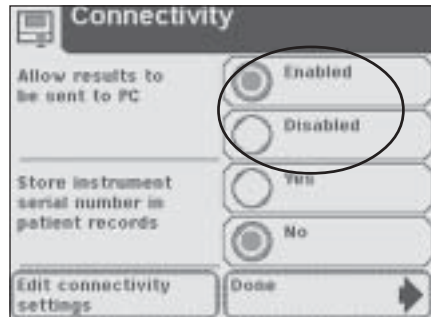 Connectivity
Allow results to
be sent to PC
Enabled
Disabled
Store instrument
serial number in
patient records
Yes
No
Edit connectivity
settings
Done